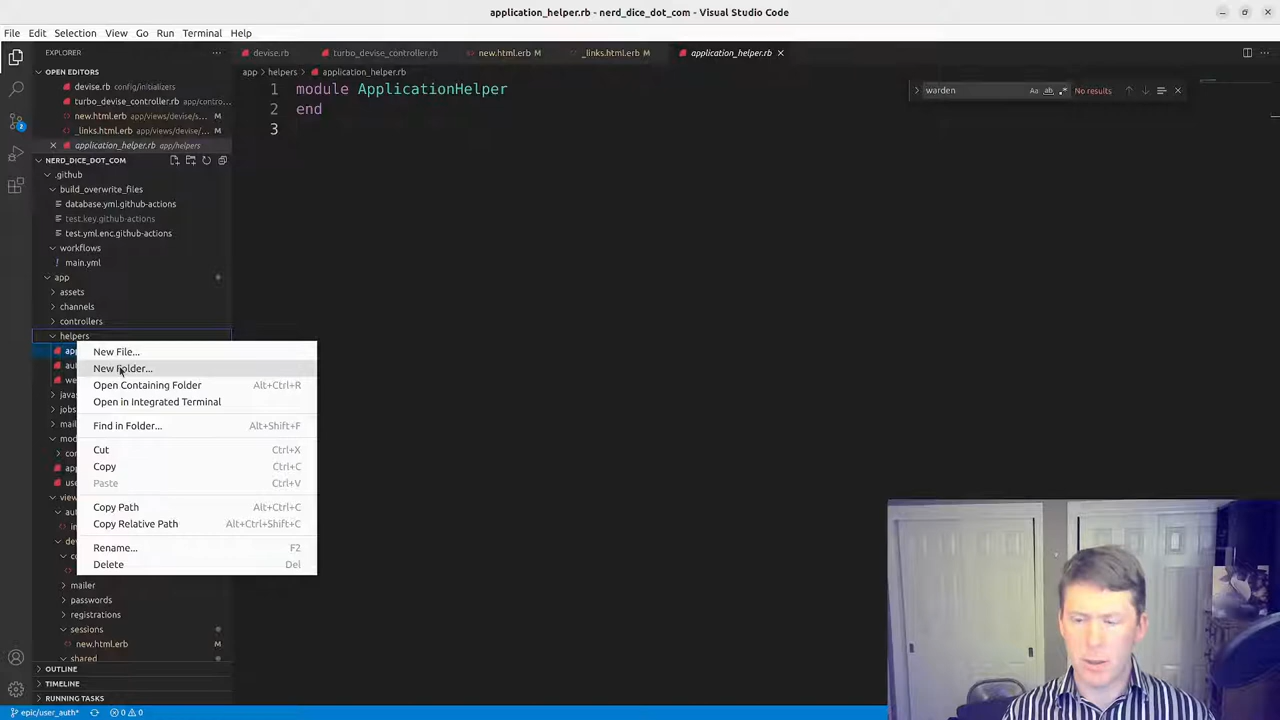 application_helper.rb - nerd_dice_dot_com - Visual Studio Code
File Edit Selection View Go Run Terminal Help
EXPLORER
devise.rb
turbo_devise_controller.rb
new.html.erb M
_links.html.erb M
application_helper.rb
app > helpers > application_helper.rb
OPEN EDITORS
devise.rb config/initializers
turbo_devise_controller.rb app/contro...
new.html.erb app/views/devise/s... M
_links.html.erb app/views/devise/... M
application_helper.rb app/helpers
NERD_DICE_DOT_COM
.github
build_overwrite_files
database.yml.github-actions
test.key.github-actions
test.yml.enc.github-actions
workflows
! main.yml
app
assets
channels
controllers
helpers
mailer
passwords
registrations
sessions
new.html.erb M
shared
OUTLINE
TIMELINE
RUNNING TASKS
1 module ApplicationHelper
2 end
3
warden
Aa
No results
New File...
New Folder...
Open Containing Folder Alt+Ctrl+R
Open in Integrated Terminal
Find in Folder... Alt+Shift+F
Cut Ctrl+X
Copy Ctrl+C
Paste Ctrl+V
Copy Path Alt+Ctrl+C
Copy Relative Path Alt+Ctrl+Shift+C
Rename... F2
Delete Del
2
epic/user_auth*
0
0